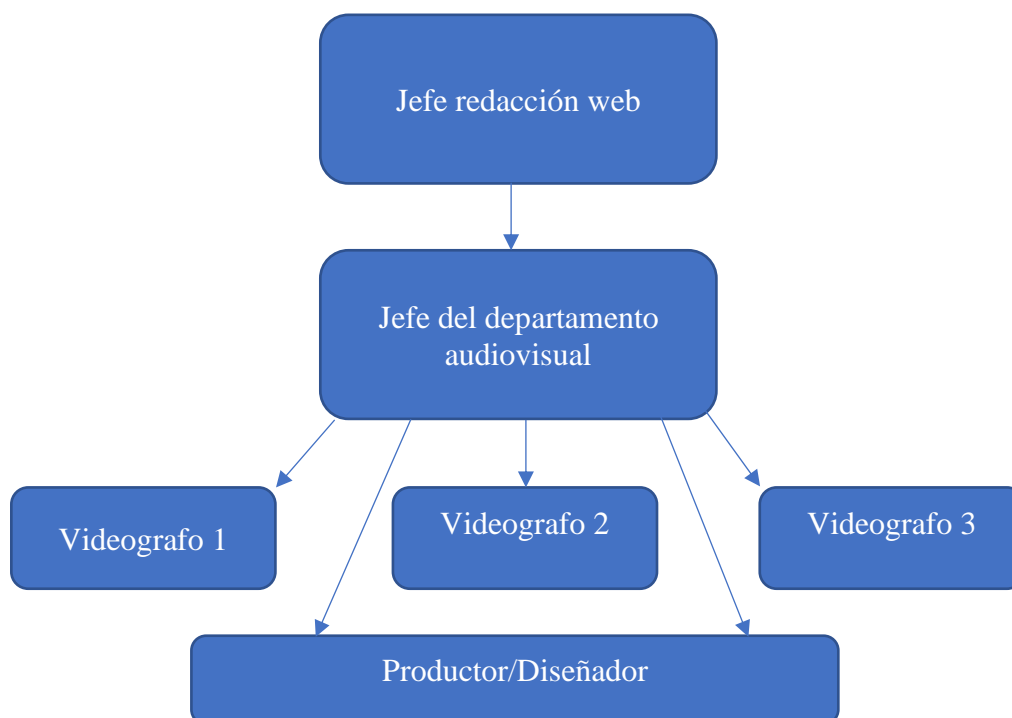 Jefe redacción web
Jefe del departamento
audiovisual
Videografo 1
Videografo 2
Videografo 3
Productor/Diseñador